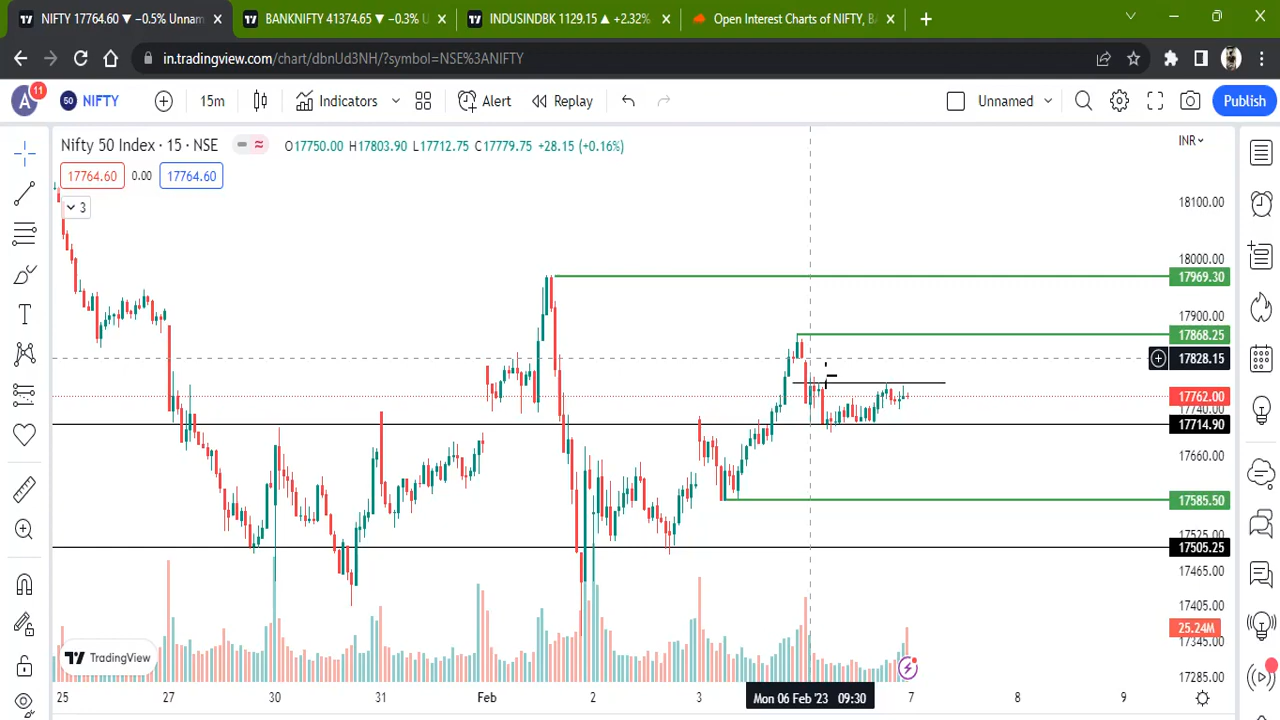 NIFTY 17764.60 ▼ −0.5% Unnam
BANKNIFTY 41374.65 ▼ −0.3% U
INDUSINDBK 1129.15 ▲ +2.32%
Open Interest Charts of NIFTY, BA
in.tradingview.com/chart/dbnUd3NH/?symbol=NSE%3ANIFTY
A
11
50
NIFTY
15m
Indicators
Alert
Replay
Unnamed
Publish
Nifty 50 Index · 15 · NSE
O17750.00 H17803.90 L17712.75 C17779.75 +28.15 (+0.16%)
INR
17764.60
0.00
17764.60
3
18100.00
18000.00
17969.30
17900.00
17868.25
17828.15
17762.00
17740.00
17714.90
17660.00
17585.50
17525.00
17505.25
17465.00
17405.00
25.24M
17345.00
17285.00
TradingView
25
27
30
31
Feb
2
3
Mon 06 Feb '23 09:30
7
8
9